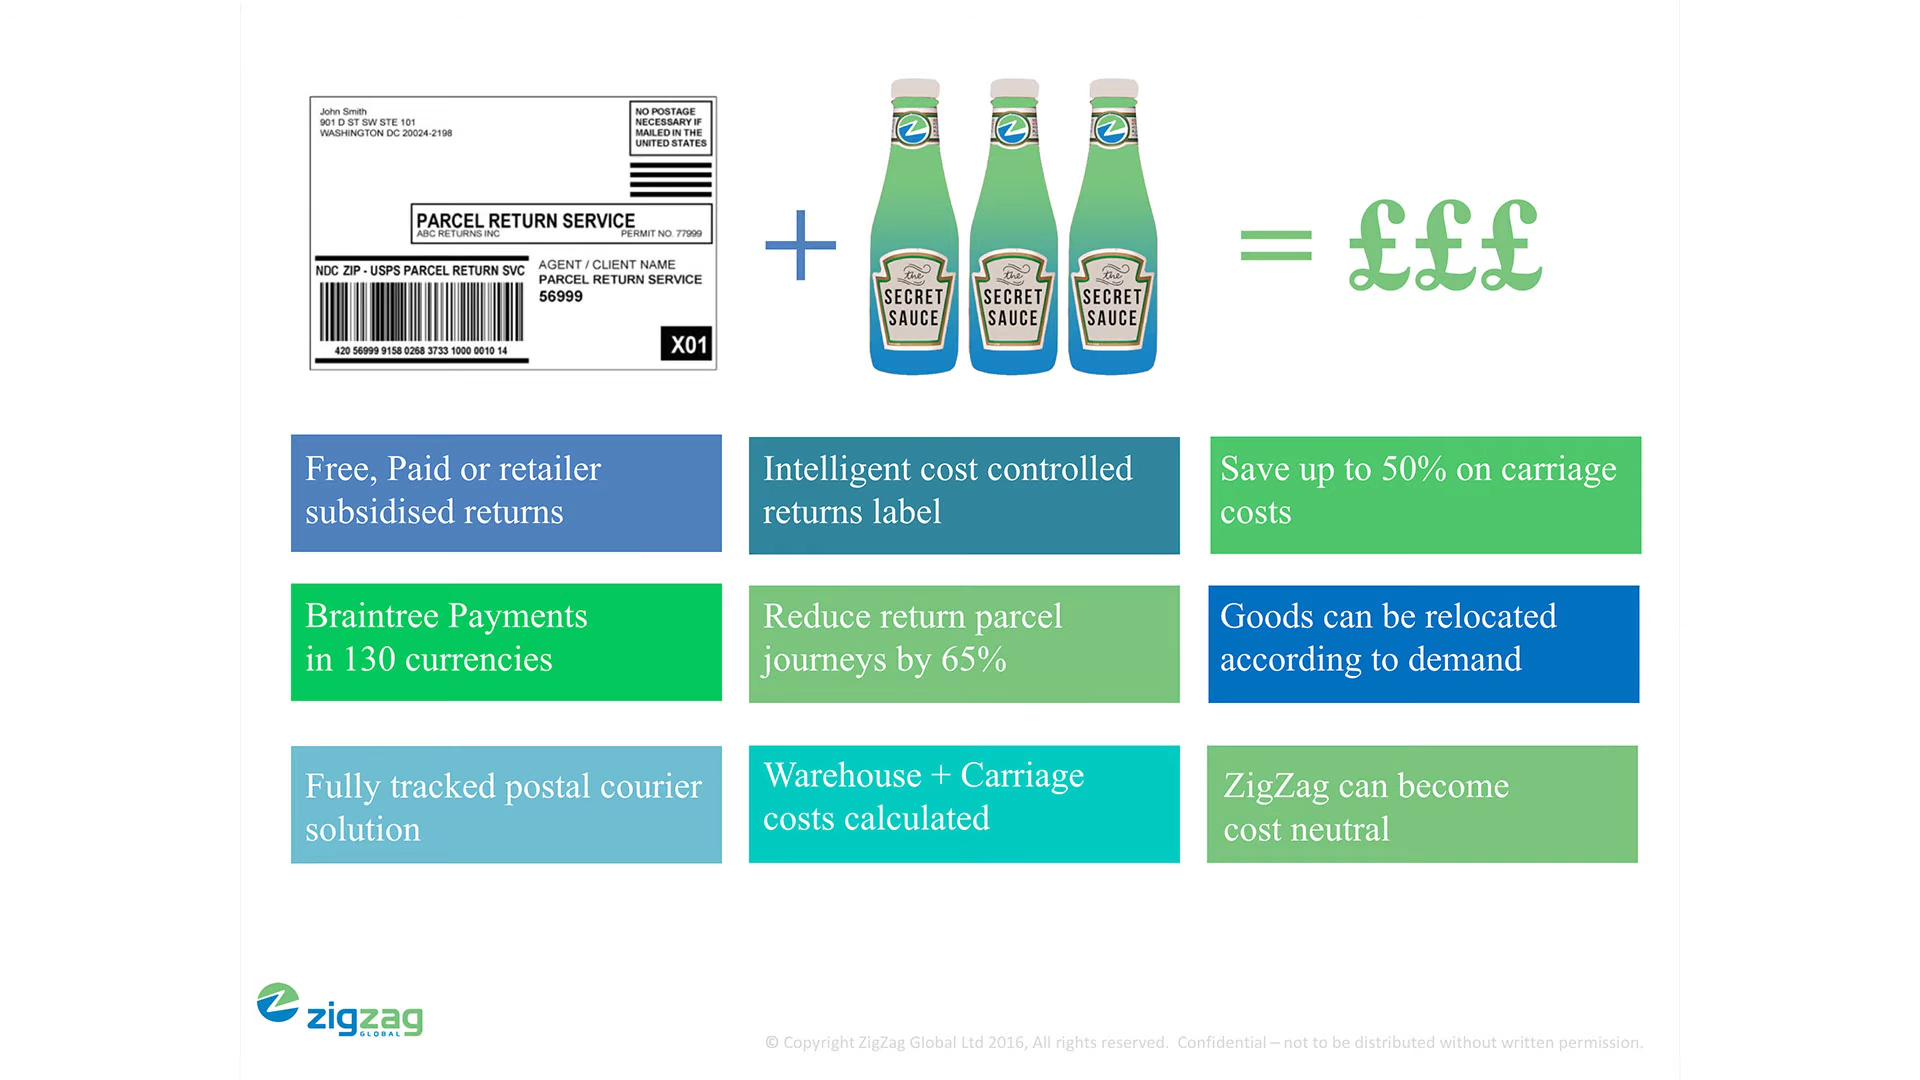 John Smith
901 D ST SW STE 101
WASHINGTON DC 20024-2198
NO POSTAGE
NECESSARY IF
MAILED IN THE
UNITED STATES
PARCEL RETURN SERVICE
ABC RETURNS INC PERMIT NO. 77999
NDC ZIP - USPS PARCEL RETURN SVC
AGENT / CLIENT NAME
PARCEL RETURN SERVICE
56999
420 56999 9158 0268 3733 1000 0010 14
X01
+
the
SECRET
SAUCE
the
SECRET
SAUCE
the
SECRET
SAUCE
= £££
Free, Paid or retailer
subsidised returns
Intelligent cost controlled
returns label
Save up to 50% on carriage
costs
Braintree Payments
in 130 currencies
Reduce return parcel
journeys by 65%
Goods can be relocated
according to demand
Fully tracked postal courier
solution
Warehouse + Carriage
costs calculated
ZigZag can become
cost neutral
zigzag
GLOBAL
© Copyright ZigZag Global Ltd 2016, All rights reserved. Confidential – not to be distributed without written permission.